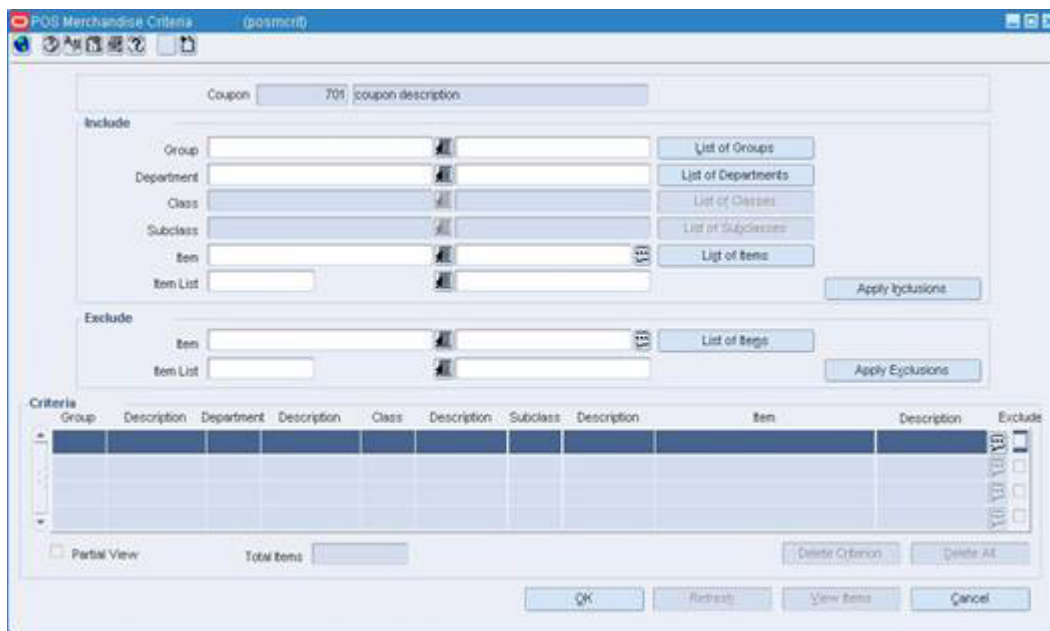 POS Merchandise Criteria (posmcrit)
Coupon 701 coupon description
Include
Group List of Groups
Department List of Departments
Class List of Classes
Subclass List of Subclasses
Item List of Items
Item List
Apply Inclusions
Exclude
Item List of Items
Item List Apply Exclusions
Criteria
Group Description Department Description Class Description Subclass Description Item Description Exclude
Partial View Total Items Delete Criterion Delete All
OK Refresh View Items Cancel